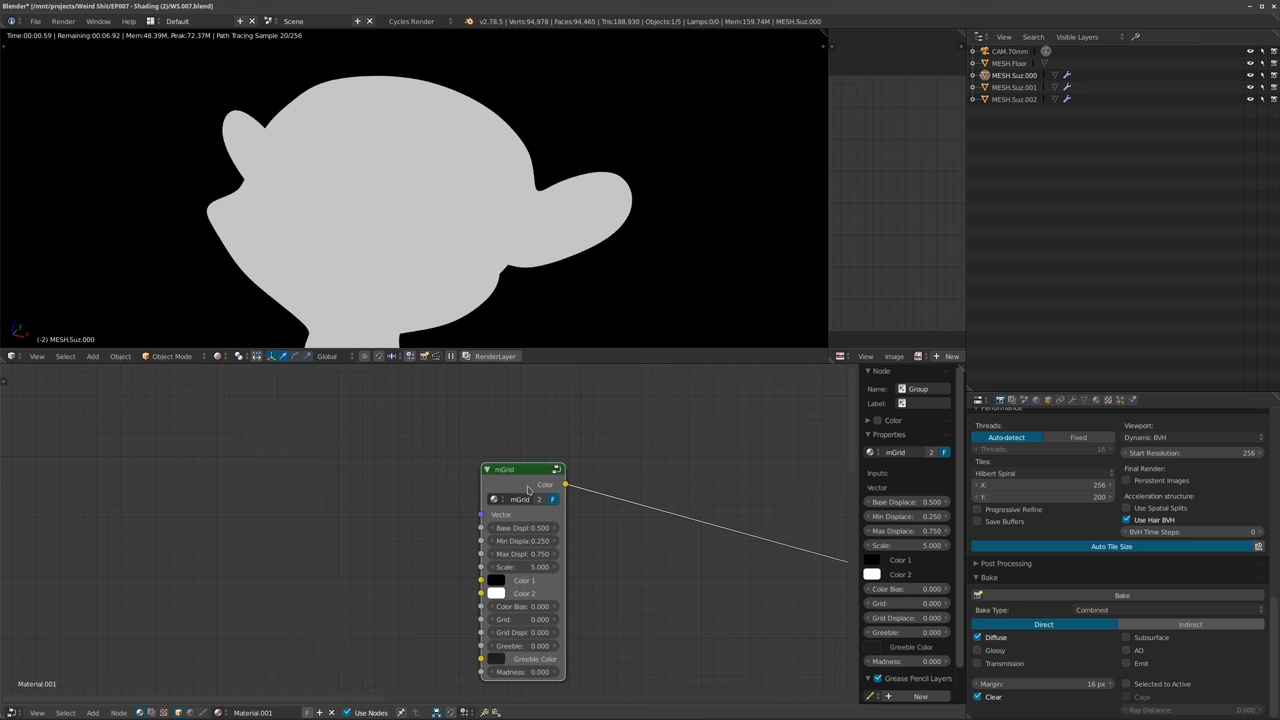 Blender* [/mnt/projects/Weird Shit/EP007 - Shading (2)/WS.007.blend]
File Render Window Help Default Scene Cycles Render v2.78.5 | Verts:94,978 | Faces:94,465 | Tris:188,930 | Objects:1/5 | Lamps:0/0 | Mem:159.74M | MESH.Suz.000
Time:00:00.59 | Remaining:00:06.92 | Mem:48.39M, Peak:72.37M | Path Tracing Sample 20/256
(-2) MESH.Suz.000
View Select Add Object Object Mode Global RenderLayer
View Image New
View Search Visible Layers
CAM.70mm
MESH.Floor
MESH.Suz.000
MESH.Suz.001
MESH.Suz.002
mGrid
Color
mGrid 2 F
Vector
Base Displ: 0.500
Min Displa: 0.250
Max Displ: 0.750
Scale: 5.000
Color 1
Color 2
Color Bias: 0.000
Grid: 0.000
Grid Displ: 0.000
Greeble: 0.000
Greeble Color
Madness: 0.000
Material.001
View Select Add Node Material.001 F Use Nodes
Node
Name: Group
Label:
Color
Properties
mGrid 2 F
Inputs:
Vector
Base Displace: 0.500
Min Displace: 0.250
Max Displace: 0.750
Scale: 5.000
Color 1
Color 2
Color Bias: 0.000
Grid: 0.000
Grid Displace: 0.000
Greeble: 0.000
Greeble Color
Madness: 0.000
Grease Pencil Layers
New
Performance
Threads:
Auto-detect Fixed
Threads: 16
Tiles:
Hilbert Spiral
X: 256
Y: 200
Progressive Refine
Save Buffers
Viewport:
Dynamic BVH
Start Resolution: 256
Final Render:
Persistent Images
Acceleration structure:
Use Spatial Splits
Use Hair BVH
BVH Time Steps: 0
Auto Tile Size
Post Processing
Bake
Bake
Bake Type: Combined
Direct Indirect
Diffuse Subsurface
Glossy AO
Transmission Emit
Margin: 16 px Selected to Active
Clear Cage
Ray Distance: 0.000